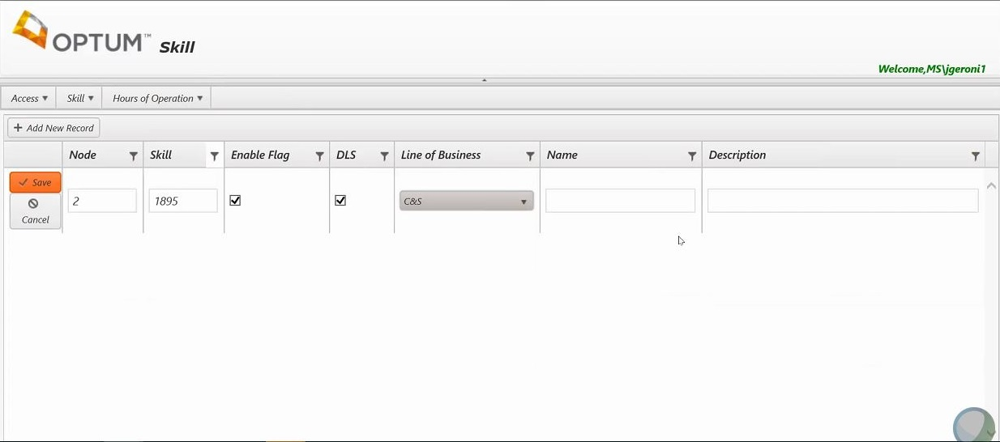 OPTUM™ Skill
Welcome,MS\jgeroni1
Access Skill Hours of Operation
Add New Record
Node Skill Enable Flag DLS Line of Business Name Description
Save
2 1895 C&S
Cancel